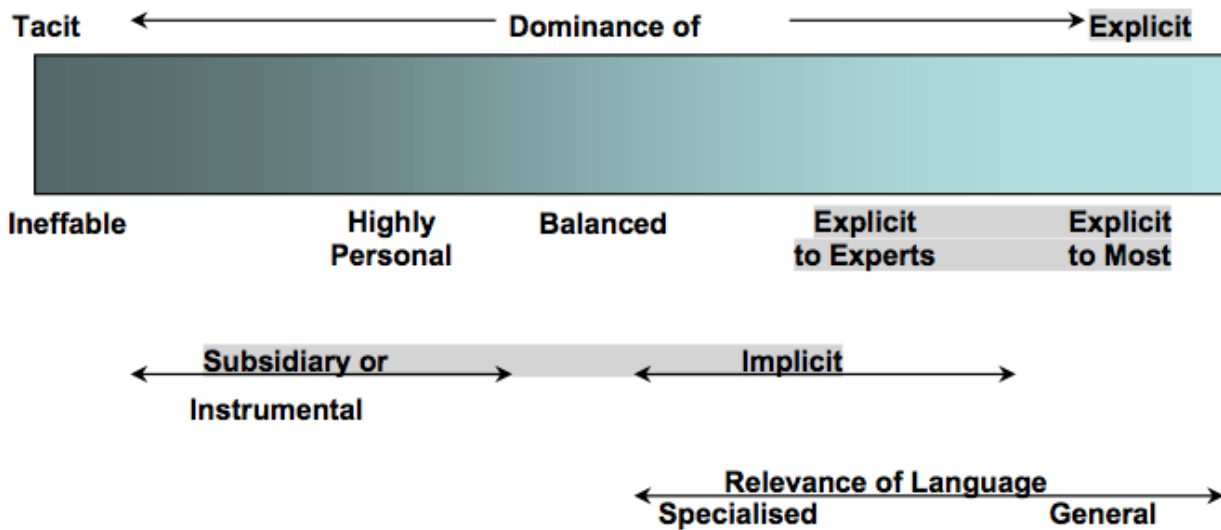 Tacit Dominance of Explicit
Ineffable Highly Balanced Explicit Explicit
Personal to Experts to Most
Subsidiary or Implicit
Instrumental
Relevance of Language
Specialised General